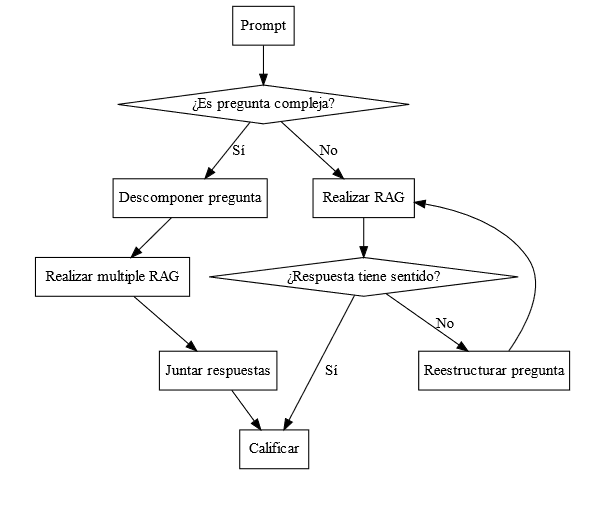 Prompt
¿Es pregunta compleja?
Sí
No
Descomponer pregunta
Realizar RAG
Realizar multiple RAG
¿Respuesta tiene sentido?
No
Juntar respuestas
Sí
Reestructurar pregunta
Calificar